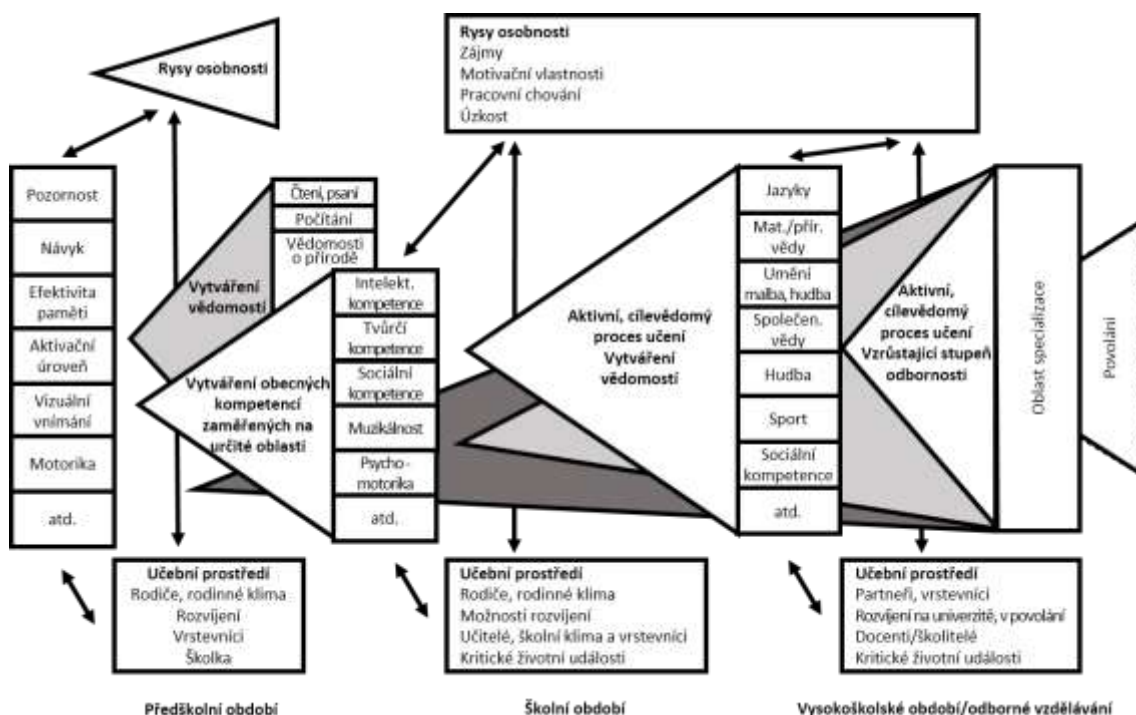 Rysy osobnosti
Rysy osobnosti
Zájmy
Motivační vlastnosti
Pracovní chování
Úzkost
Pozornost
Návyk
Efektivita
paměti
Aktivační
úroveň
Vizuální
vnímání
Motorika
atd.
Vytváření
vědomostí
Čtení, psaní
Počítání
Vědomosti
o přírodě
Vytváření obecných
kompetencí
zaměřených na
určité oblasti
Intelekt.
kompetence
Tvůrčí
kompetence
Sociální
kompetence
Muzikálnost
Psycho-
motorika
atd.
Aktivní, cílevědomý
proces učení
Vytváření
vědomostí
Jazyky
Mat./přír.
vědy
Umění
malba, hudba
Společen.
vědy
Hudba
Sport
Sociální
kompetence
atd.
Aktivní,
cílevědomý
proces učení
Vzrůstající stupeň
odbornosti
Oblast specializace
Povolání
Učební prostředí
Rodiče, rodinné klima
Rozvíjení
Vrstevníci
Školka
Učební prostředí
Rodiče, rodinné klima
Možnosti rozvíjení
Učitelé, školní klima a vrstevníci
Kritické životní události
Učební prostředí
Partneři, vrstevníci
Rozvíjení na univerzitě, v povolání
Docenti/školitelé
Kritické životní události
Předškolní období
Školní období
Vysokoškolské období/odborné vzdělávání